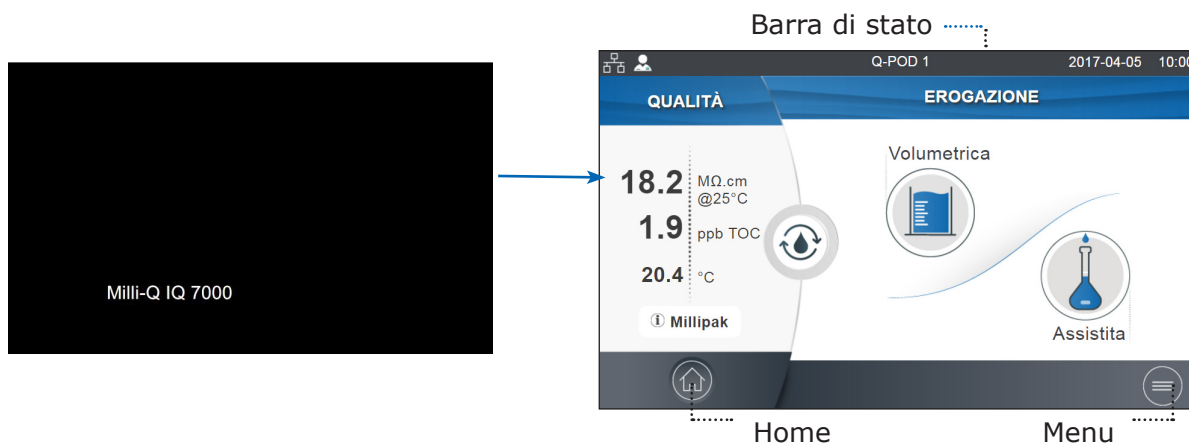 Barra di stato
Milli-Q IQ 7000
Q-POD 1 2017-04-05 10:00
QUALITÀ
EROGAZIONE
18.2 MΩ.cm
@25°C
1.9 ppb TOC
20.4 °C
i Millipak
Volumetrica
Assistita
Home
Menu